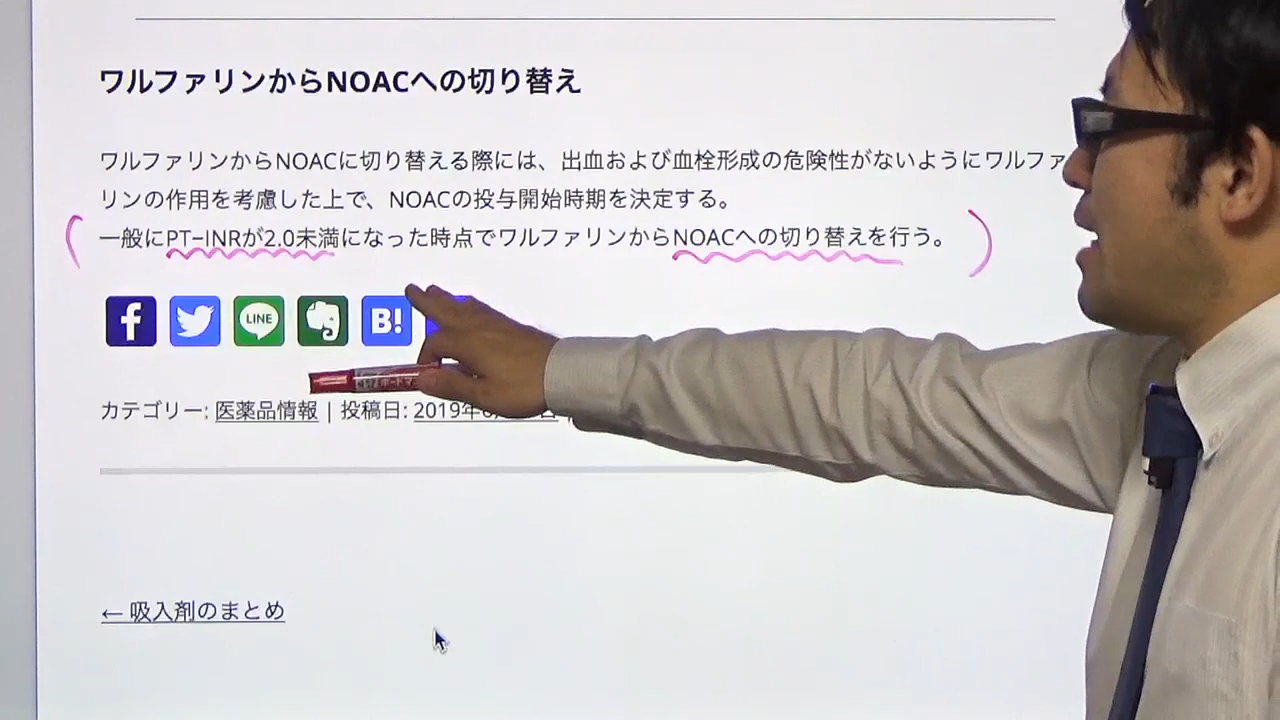 ワルファリンからNOACへの切り替え
ワルファリンからNOACに切り替える際には、出血および血栓形成の危険性がないようにワルファ
リンの作用を考慮した上で、NOACの投与開始時期を決定する。
一般にPT-INRが2.0未満になった時点でワルファリンからNOACへの切り替えを行う。
f
LINE
B!
カテゴリー: 医薬品情報 | 投稿日: 2019年
← 吸入剤のまとめ